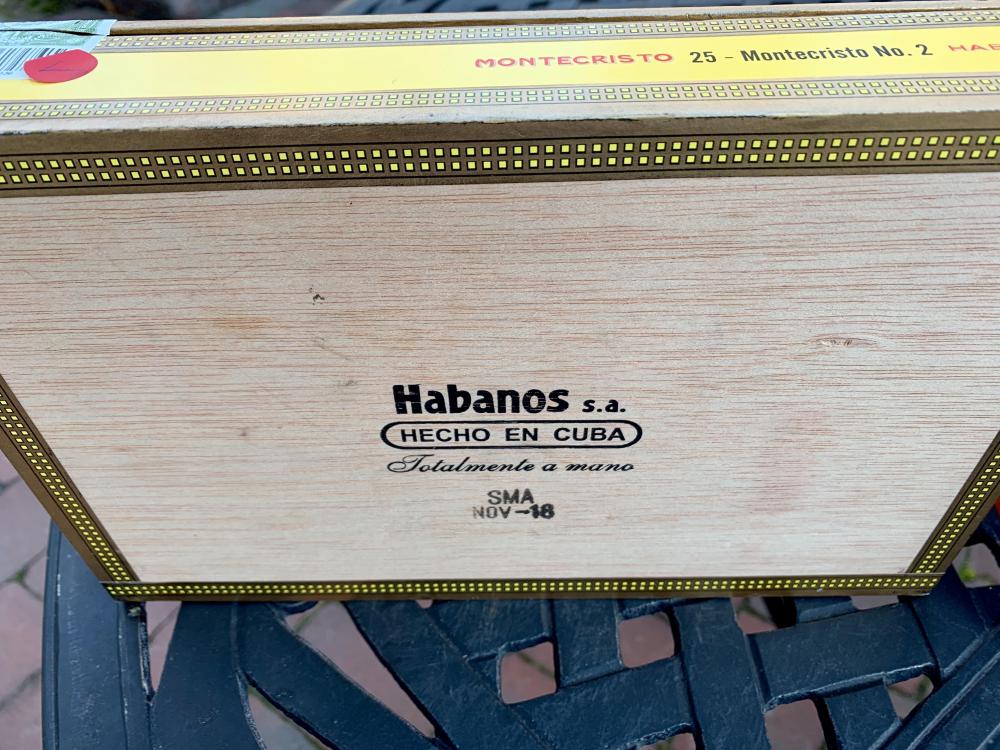 MONTECRISTO 25 - Montecristo No. 2
Habanos s.a.
HECHO EN CUBA
Totalmente a mano
SMA
NOV-18